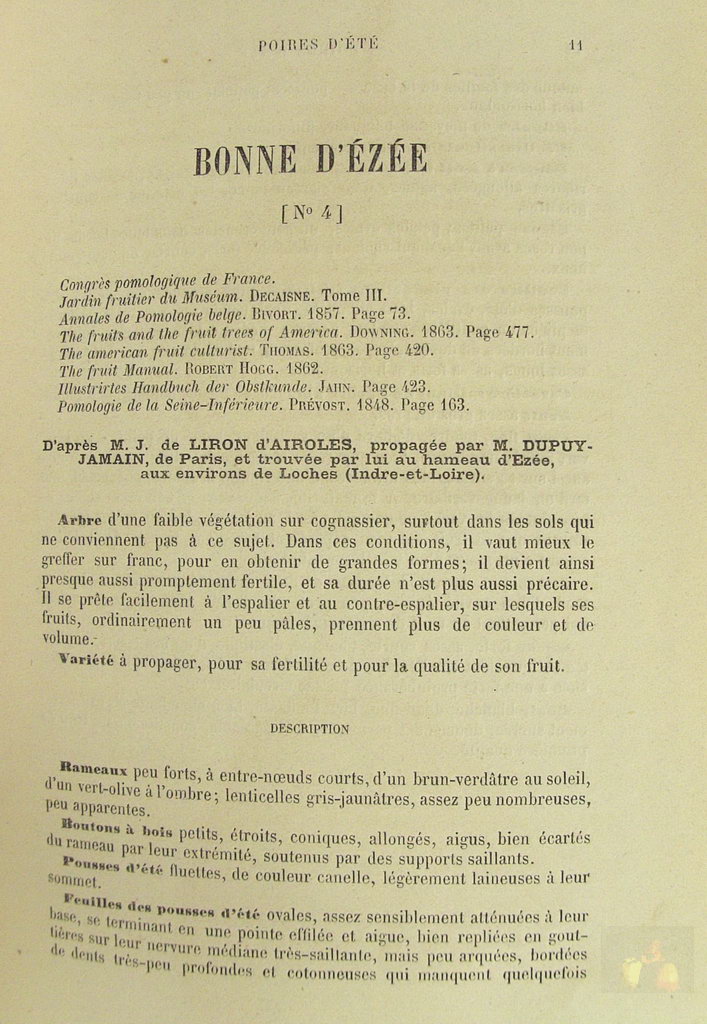 POIRES D'ÉTÉ 11
BONNE D'ÉZÉE
[Nº 4]
Congrès pomologique de France.
Jardin fruitier du Muséum. DECAISNE. Tome III.
Annales de Pomologie belge. BIVORT. 1857. Page 73.
The fruits and the fruit trees of America. DOWNING. 1863. Page 477.
The american fruit culturist. THOMAS. 1863. Page 420.
The fruit Manual. ROBERT HOGG. 1862.
Illustrirtes Handbuch der Obstkunde. JAHN. Page 423.
Pomologie de la Seine-Inférieure. PRÉVOST. 1848. Page 163.
D'après M. J. de LIRON d'AIROLES, propagée par M. DUPUY-
JAMAIN, de Paris, et trouvée par lui au hameau d'Ezée,
aux environs de Loches (Indre-et-Loire).
Arbre d'une faible végétation sur cognassier, surtout dans les sols qui
ne conviennent pas à ce sujet. Dans ces conditions, il vaut mieux le
greffer sur franc, pour en obtenir de grandes formes; il devient ainsi
presque aussi promptement fertile, et sa durée n'est plus aussi précaire.
Il se prête facilement à l'espalier et au contre-espalier, sur lesquels ses
fruits, ordinairement un peu pâles, prennent plus de couleur et de
volume.
Variété à propager, pour sa fertilité et pour la qualité de son fruit.
DESCRIPTION
Rameaux peu forts, à entre-nœuds courts, d'un brun-verdâtre au soleil,
d'un vert-olive à l'ombre; lenticelles gris-jaunâtres, assez peu nombreuses,
peu apparentes.
Boutons à bois petits, étroits, coniques, allongés, aigus, bien écartés
du rameau par leur extrémité, soutenus par des supports saillants.
Pousses d'été fluettes, de couleur canelle, légèrement laineuses à leur
sommet.
Feuilles des pousses d'été ovales, assez sensiblement atténuées à leur
base, se terminant en une pointe effilée et aigue, bien repliées en gout-
tières sur leur nervure médiane très-saillante, mais peu arquées, bordées
de dents très-peu profondes et cotonneuses qui manquent quelquefois